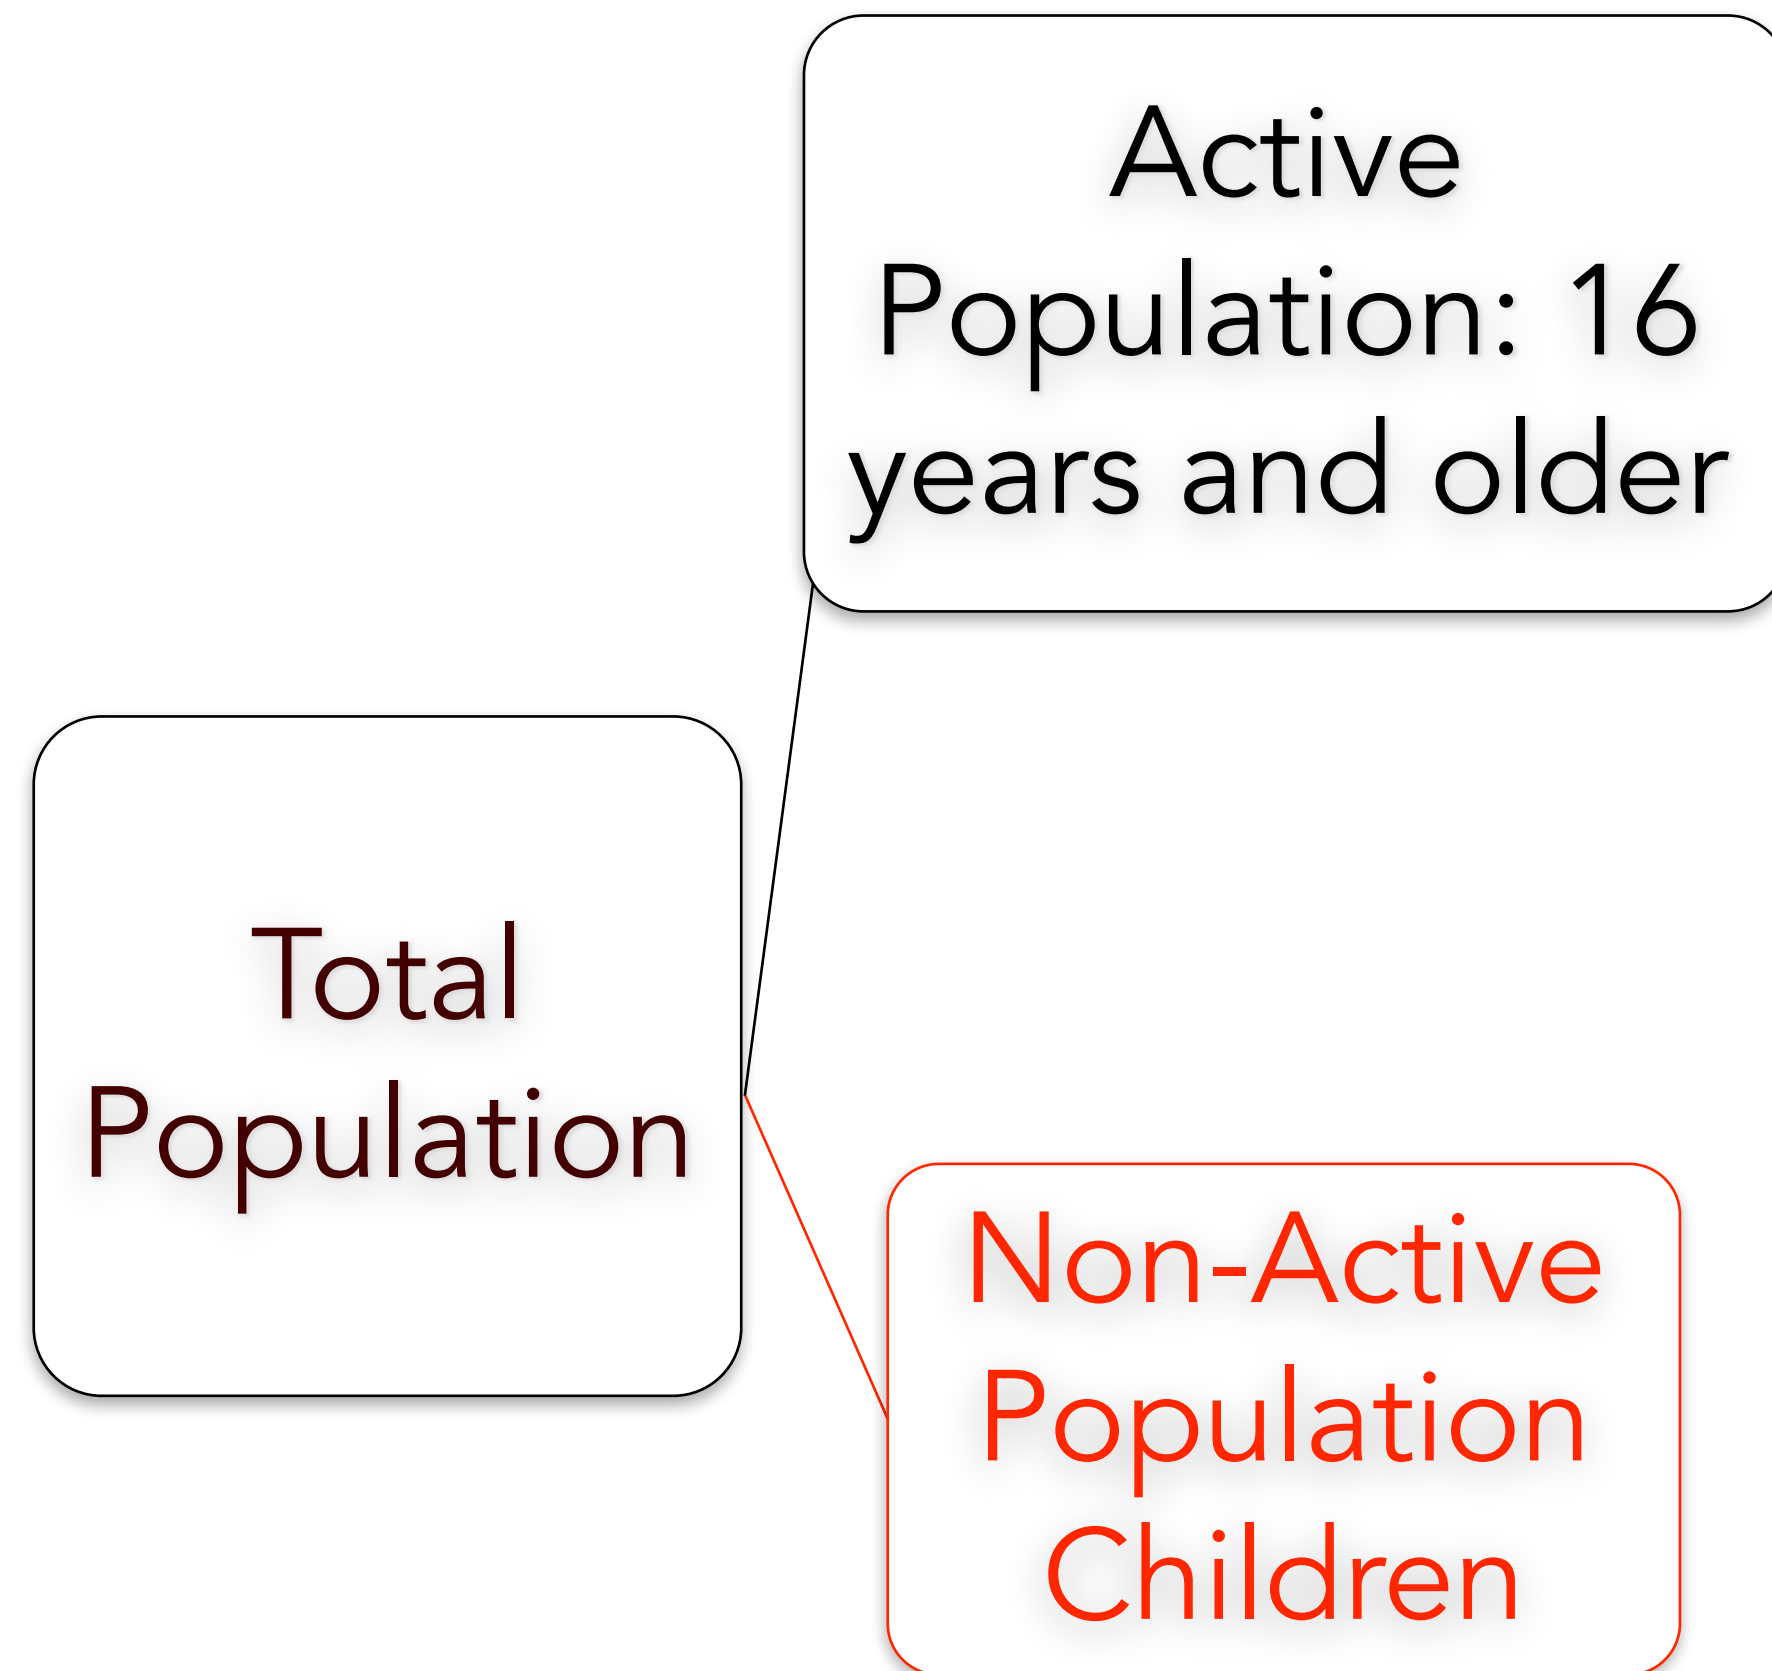 Active
Population: 16
years and older
Total
Population
Non-Active
Population
Children